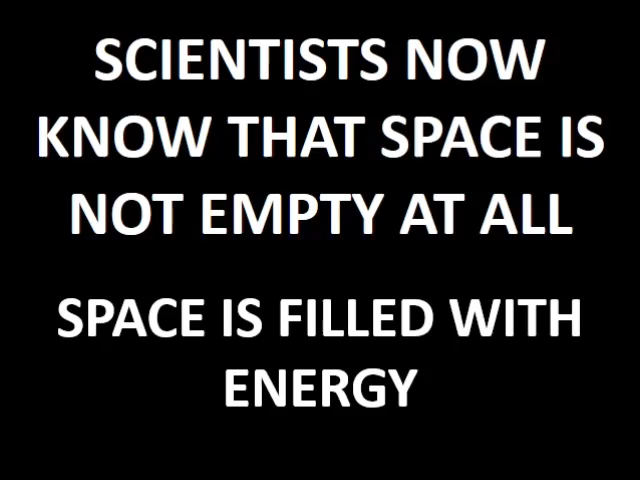 SCIENTISTS NOW
KNOW THAT SPACE IS
NOT EMPTY AT ALL
SPACE IS FILLED WITH
ENERGY